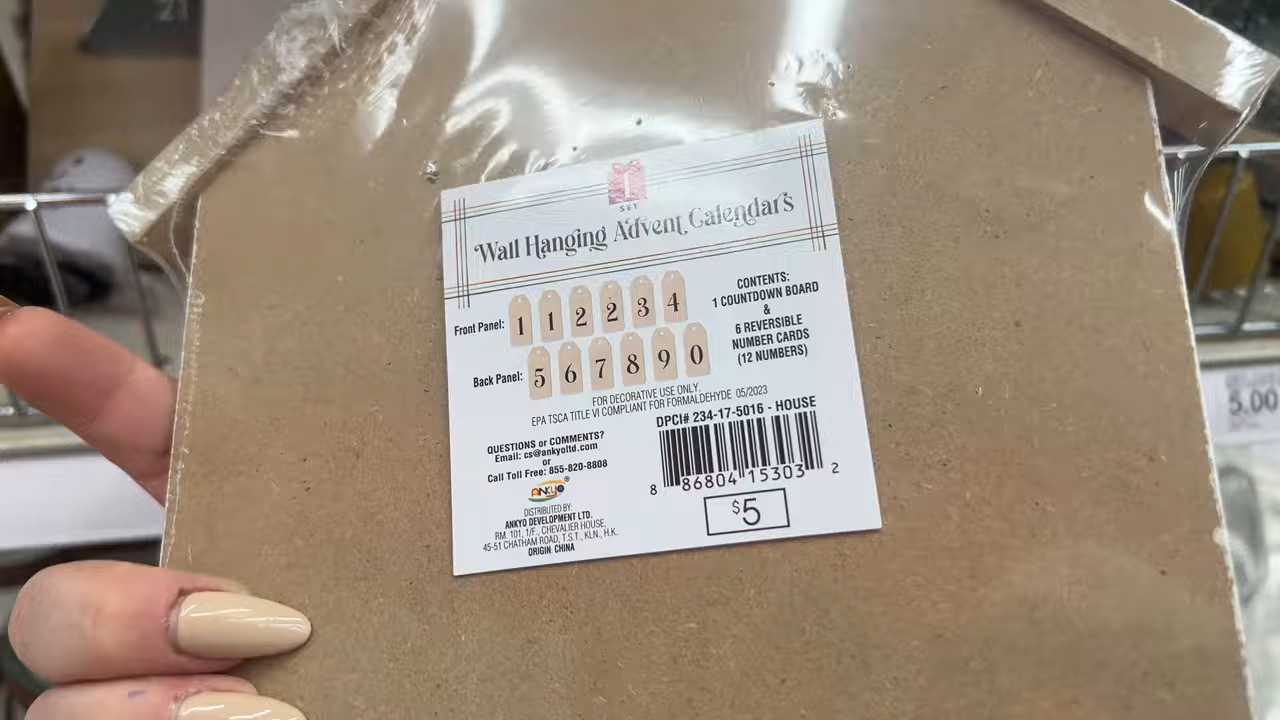 21
1
SET
Wall Hanging Advent Calendars
Front Panel: 1 1 2 2 3 4
Back Panel: 5 6 7 8 9 0
CONTENTS:
1 COUNTDOWN BOARD
&
6 REVERSIBLE
NUMBER CARDS
(12 NUMBERS)
FOR DECORATIVE USE ONLY.
EPA TSCA TITLE VI COMPLIANT FOR FORMALDEHYDE 05/2023
QUESTIONS or COMMENTS?
Email: cs@ankyoltd.com
or
Call Toll Free: 855-820-8808
ANKYO®
DISTRIBUTED BY:
ANKYO DEVELOPMENT LTD.
RM. 101, 1/F., CHEVALIER HOUSE,
45-51 CHATHAM ROAD, T.S.T., KLN., H.K.
ORIGIN: CHINA
DPCI# 234-17-5016 - HOUSE
8 86804 15303 2
$5
5.00